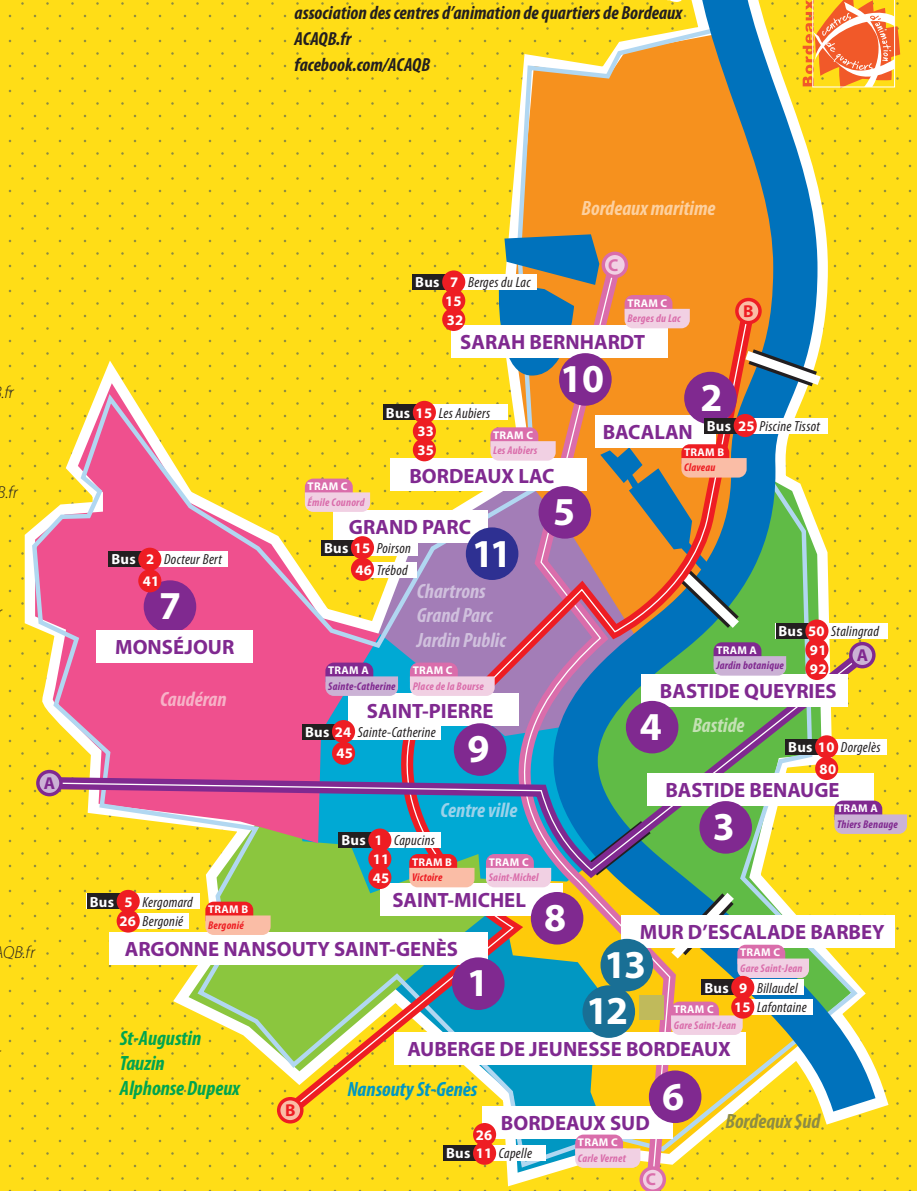 association des centres d'animation de quartiers de Bordeaux
ACAQB.fr
facebook.com/ACAQB
Bordeaux
centres
d'animation
de quartiers
Bordeaux maritime
C
Bus 7 Berges du Lac
15
32
TRAM C
Berges du Lac
B
SARAH BERNHARDT
10
2
BACALAN
Bus 25 Piscine Tissot
TRAM B
Claveau
Bus 15 Les Aubiers
33
35
TRAM C
Les Aubiers
BORDEAUX LAC
5
TRAM C
Émile Counord
GRAND PARC
11
Bus 15 Poirson
46 Trébod
Chartrons
Grand Parc
Jardin Public
Bus 2 Docteur Bert
41
7
MONSÉJOUR
Caudéran
A
TRAM A
Sainte-Catherine
TRAM C
Place de la Bourse
SAINT-PIERRE
Bus 24 Sainte-Catherine
45
9
Centre ville
Bus 50 Stalingrad
91
92
A
TRAM A
Jardin botanique
BASTIDE QUEYRIES
4
Bastide
Bus 10 Dorgelès
80
BASTIDE BENAUGE
3
TRAM A
Thiers Benauge
Bus 1 Capucins
11
45
TRAM B
Victoire
TRAM C
Saint-Michel
SAINT-MICHEL
8
Bus 5 Kergomard
26 Bergonié
TRAM B
Bergonié
ARGONNE NANSOUTY SAINT-GENÈS
1
MUR D'ESCALADE BARBEY
13
TRAM C
Gare Saint-Jean
Bus 9 Billaudel
15 Lafontaine
12
TRAM C
Gare Saint-Jean
AUBERGE DE JEUNESSE BORDEAUX
St-Augustin
Tauzin
Alphonse Dupeux
Nansouty St-Genès
B
6
BORDEAUX SUD
Bordeaux Sud
26
Bus 11 Capelle
TRAM C
Carle Vernet
C